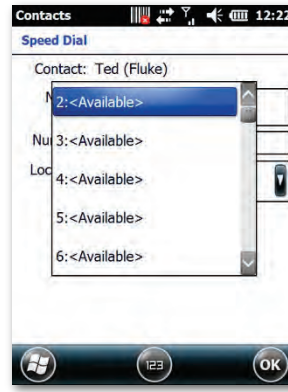 Contacts 12:22
Speed Dial
Contact: Ted (Fluke)
2:<Available>
3:<Available>
4:<Available>
5:<Available>
6:<Available>
123
OK